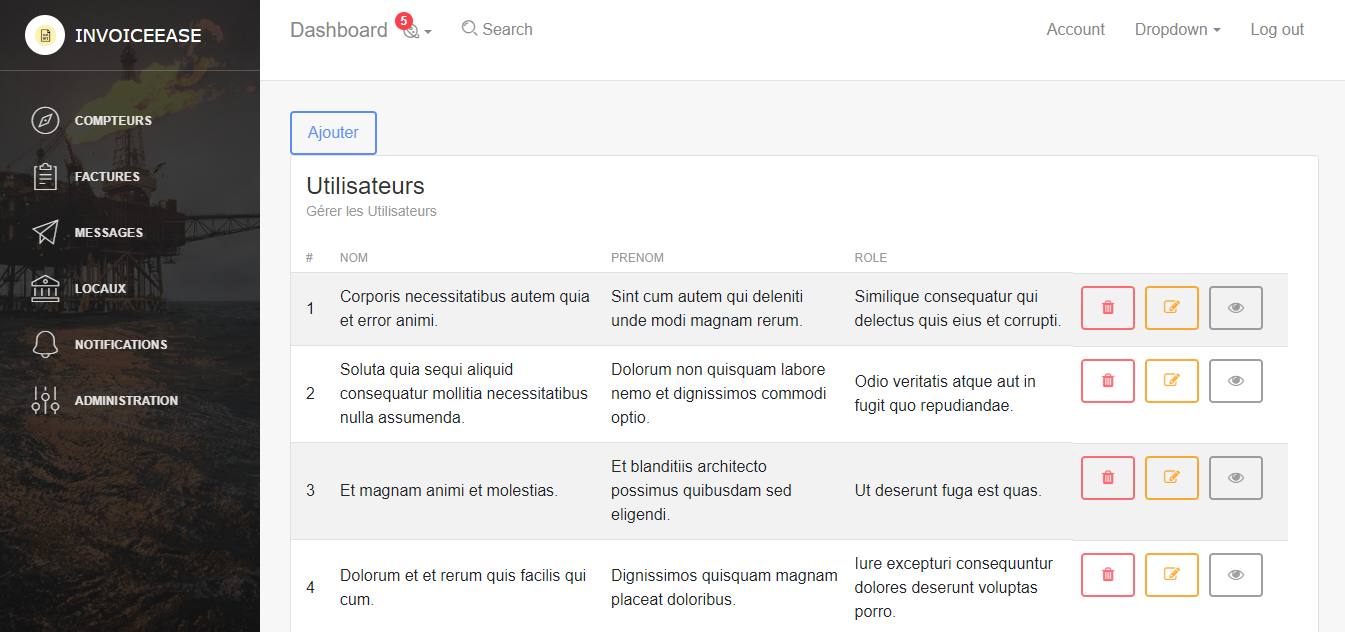 INVOICEEASE
Dashboard 5
Search
Account
Dropdown
Log out
COMPTEURS
FACTURES
MESSAGES
LOCAUX
NOTIFICATIONS
ADMINISTRATION
Ajouter
Utilisateurs
Gérer les Utilisateurs
# NOM PRENOM ROLE
1
Corporis necessitatibus autem quia
et error animi.
Sint cum autem qui deleniti
unde modi magnam rerum.
Similique consequatur qui
delectus quis eius et corrupti.
2
Soluta quia sequi aliquid
consequatur mollitia necessitatibus
nulla assumenda.
Dolorum non quisquam labore
nemo et dignissimos commodi
optio.
Odio veritatis atque aut in
fugit quo repudiandae.
3
Et magnam animi et molestias.
Et blanditiis architecto
possimus quibusdam sed
eligendi.
Ut deserunt fuga est quas.
4
Dolorum et et rerum quis facilis qui
cum.
Dignissimos quisquam magnam
placeat doloribus.
Iure excepturi consequuntur
dolores deserunt voluptas
porro.